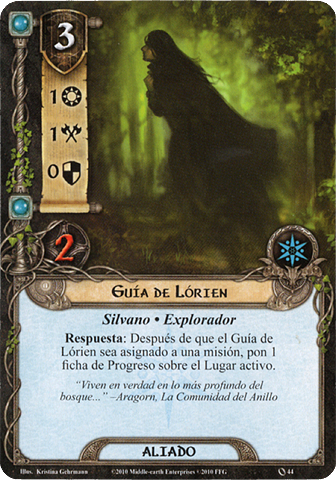 3
1
1
0
2
Guía de Lórien
Silvano • Explorador
Respuesta: Después de que el Guía de
Lórien sea asignado a una misión, pon 1
ficha de Progreso sobre el Lugar activo.
"Viven en verdad en lo más profundo del
bosque..." –Aragorn, La Comunidad del Anillo
ALIADO
Illus. Kristina Gehrmann ©2010 Middle-earth Enterprises ©2010 FFG 44